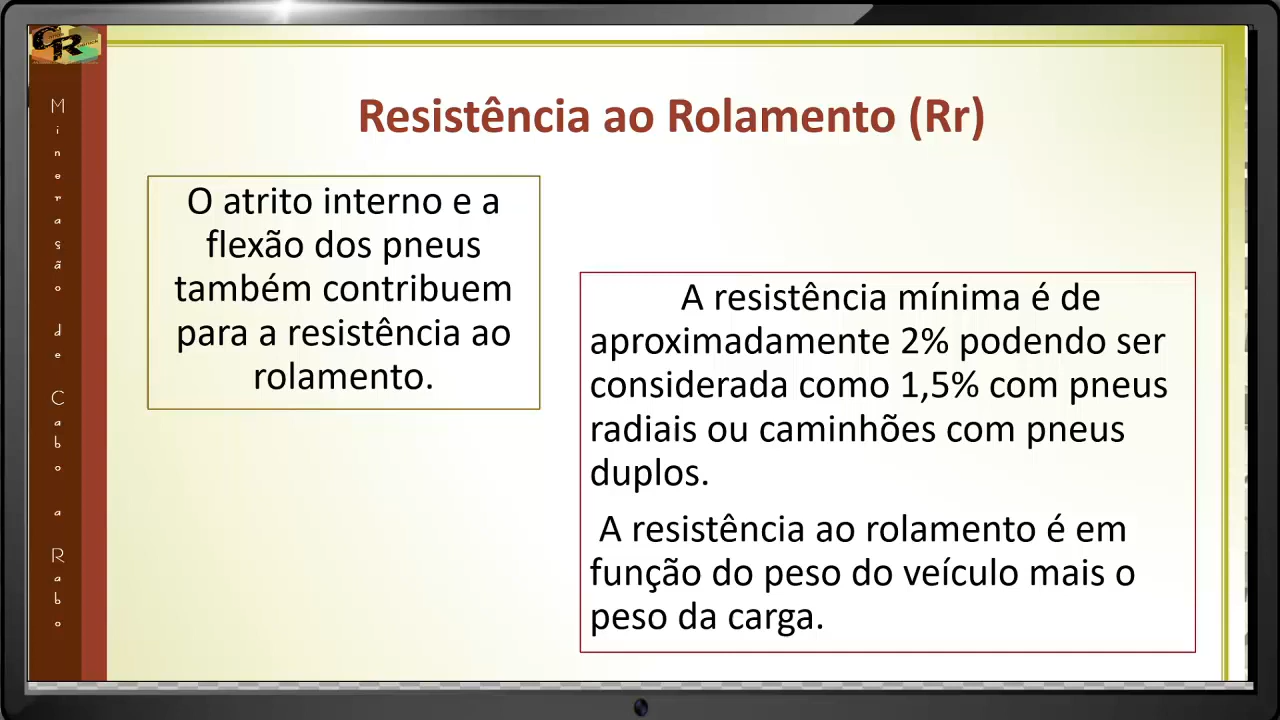 CR
Mineração de Cabo a Rabo
Resistência ao Rolamento (Rr)
O atrito interno e a
flexão dos pneus
também contribuem
para a resistência ao
rolamento.
A resistência mínima é de
aproximadamente 2% podendo ser
considerada como 1,5% com pneus
radiais ou caminhões com pneus
duplos.
A resistência ao rolamento é em
função do peso do veículo mais o
peso da carga.